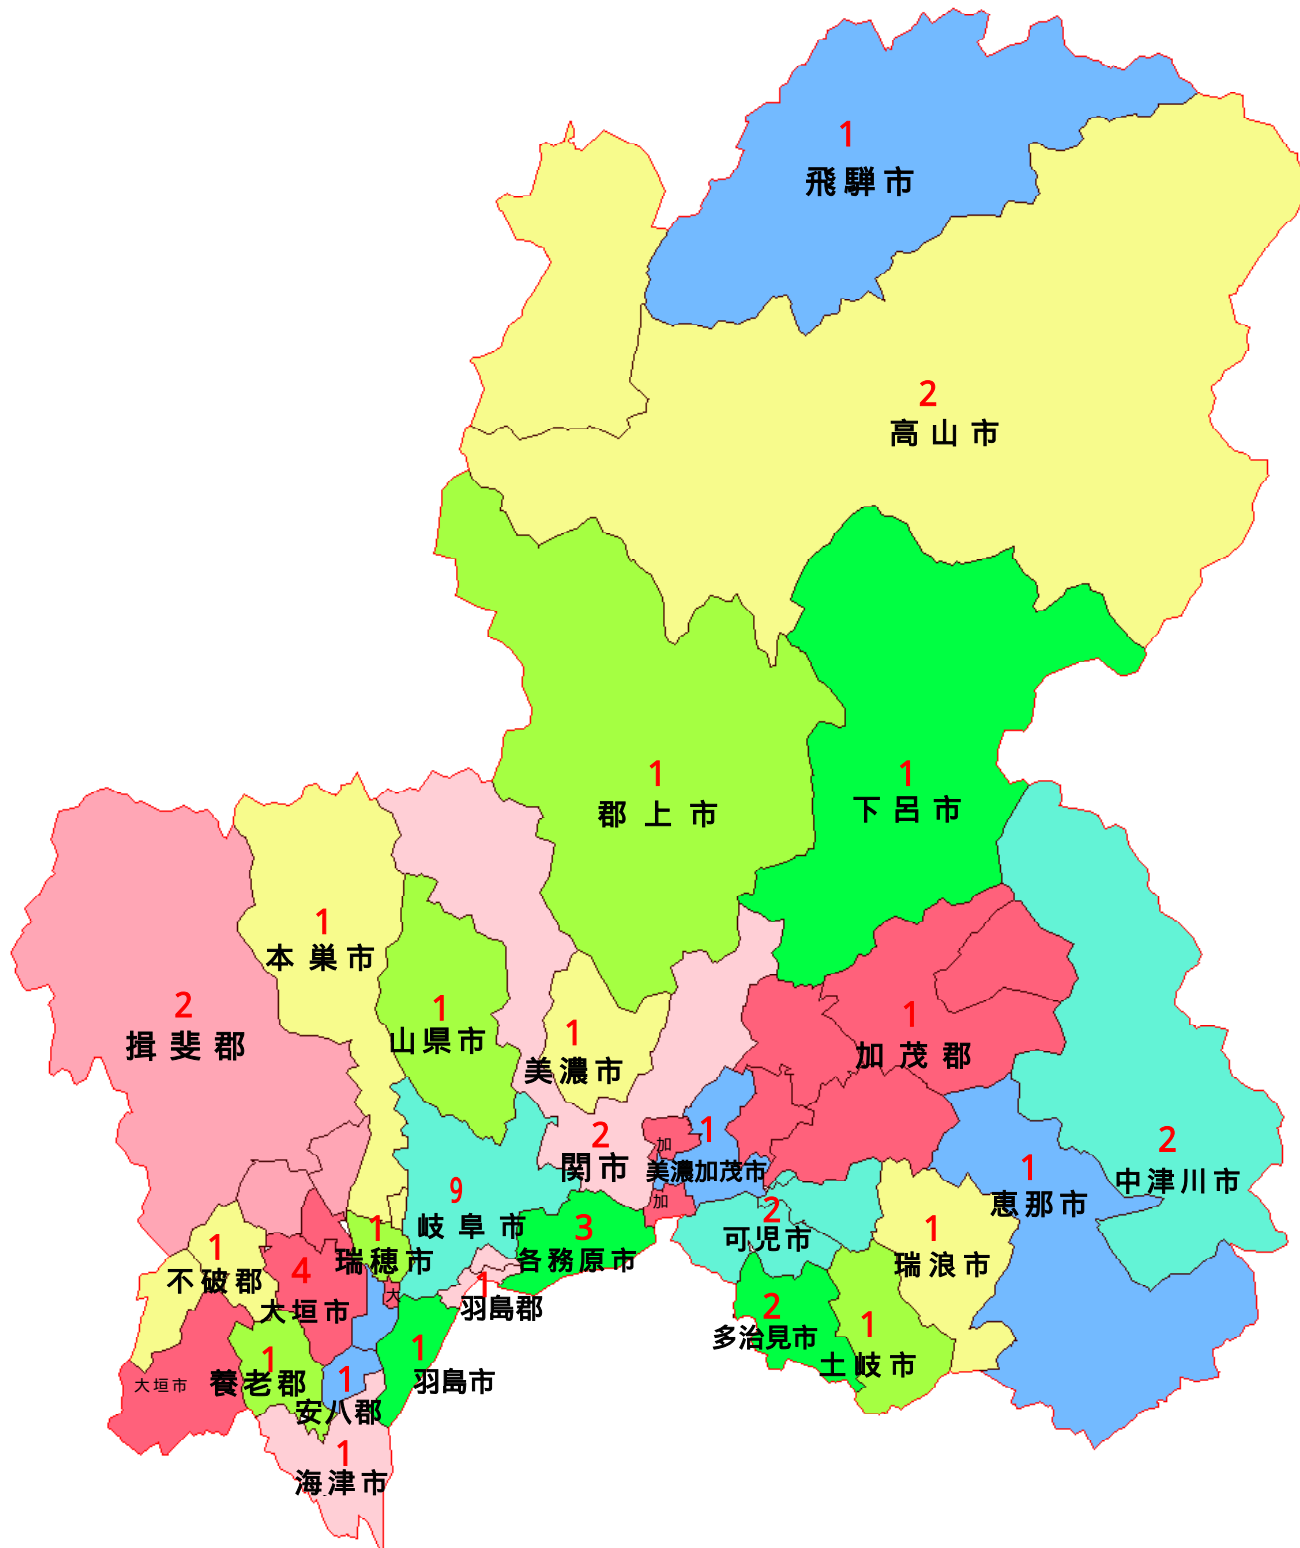 1
飛騨市
2
高山市
1
郡上市
1
下呂市
1
本巣市
2
揖斐郡
1
山県市
1
美濃市
1
加茂郡
2
関市
加
1
美濃加茂市
加
1
恵那市
2
中津川市
9
岐阜市
3
各務原市
2
可児市
1
瑞浪市
1
瑞穂市
1
不破郡
4
大垣市
大
1
羽島郡
2
多治見市
1
土岐市
大垣市
1
養老郡
1
安八郡
1
羽島市
1
海津市